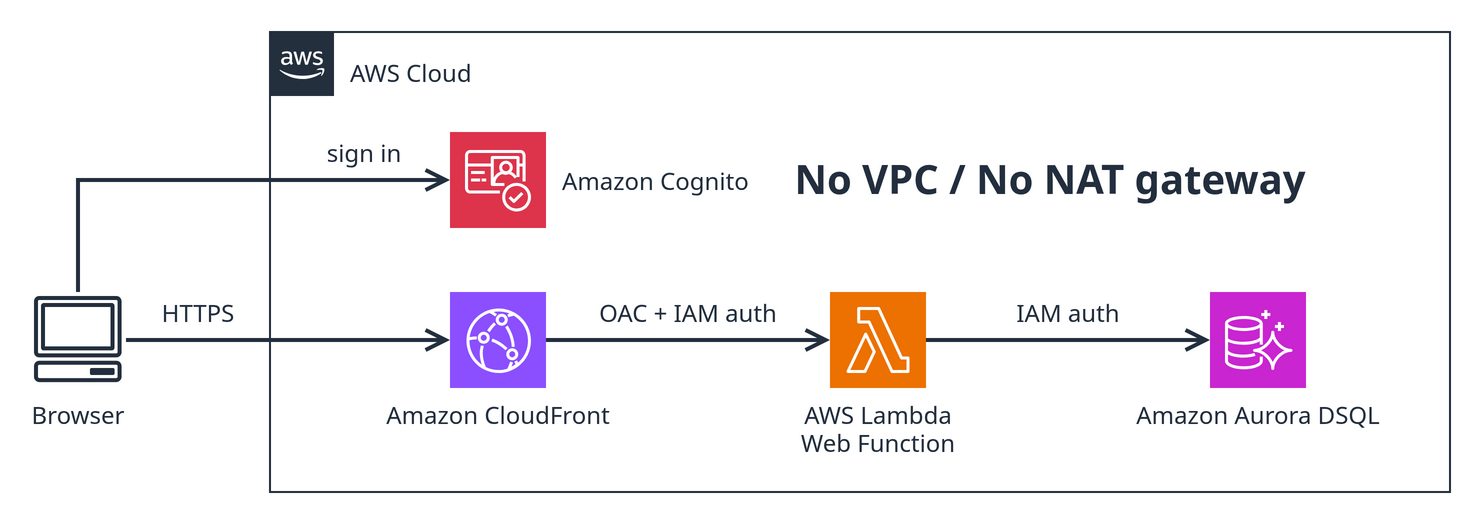 aws
AWS Cloud
sign in
Amazon Cognito
No VPC / No NAT gateway
HTTPS
OAC + IAM auth
IAM auth
Browser
Amazon CloudFront
AWS Lambda
Web Function
Amazon Aurora DSQL